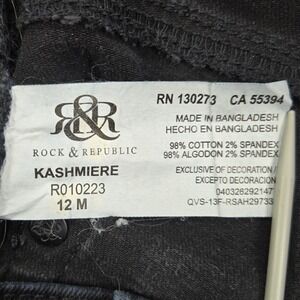 R&R
ROCK & REPUBLIC
KASHMIERE
R010223
12 M
RN 130273 CA 55394
MADE IN BANGLADESH
HECHO EN BANGLADESH
98% COTTON 2% SPANDEX
98% ALGODON 2% SPANDEX
EXCLUSIVE OF DECORATION/
EXCEPTO DECORACION
040326292147
QVS-13F-RSAH29733